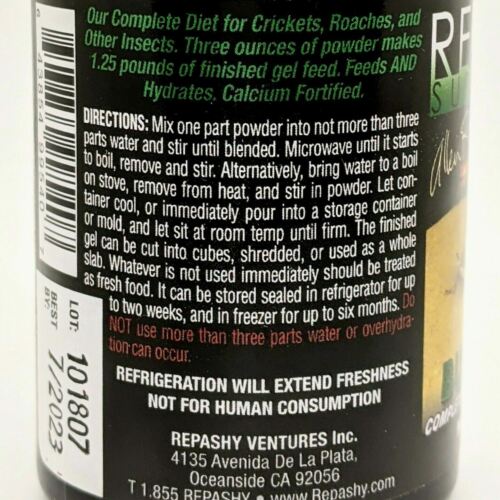 Our Complete Diet for Crickets, Roaches, and
Other Insects. Three ounces of powder makes
1.25 pounds of finished gel feed. Feeds AND
Hydrates, Calcium Fortified.
DIRECTIONS: Mix one part powder into not more than three
parts water and stir until blended. Microwave until it starts
to boil, remove and stir. Alternatively, bring water to a boil
on stove, remove from heat, and stir in powder. Let con-
tainer cool, or immediately pour into a storage container
or mold, and let sit at room temp until firm. The finished
gel can be cut into cubes, shredded, or used as a whole
slab. Whatever is not used immediately should be treated
as fresh food. It can be stored sealed in refrigerator for up
to two weeks, and in freezer for up to six months. Do
NOT use more than three parts water or overhydra-
tion can occur.
REFRIGERATION WILL EXTEND FRESHNESS
NOT FOR HUMAN CONSUMPTION
REPASHY VENTURES Inc.
4135 Avenida De La Plata,
Oceanside CA 92056
T 1.855 REPASHY • www.Repashy.com
LOT: 101807
BEST BY: 7/2023